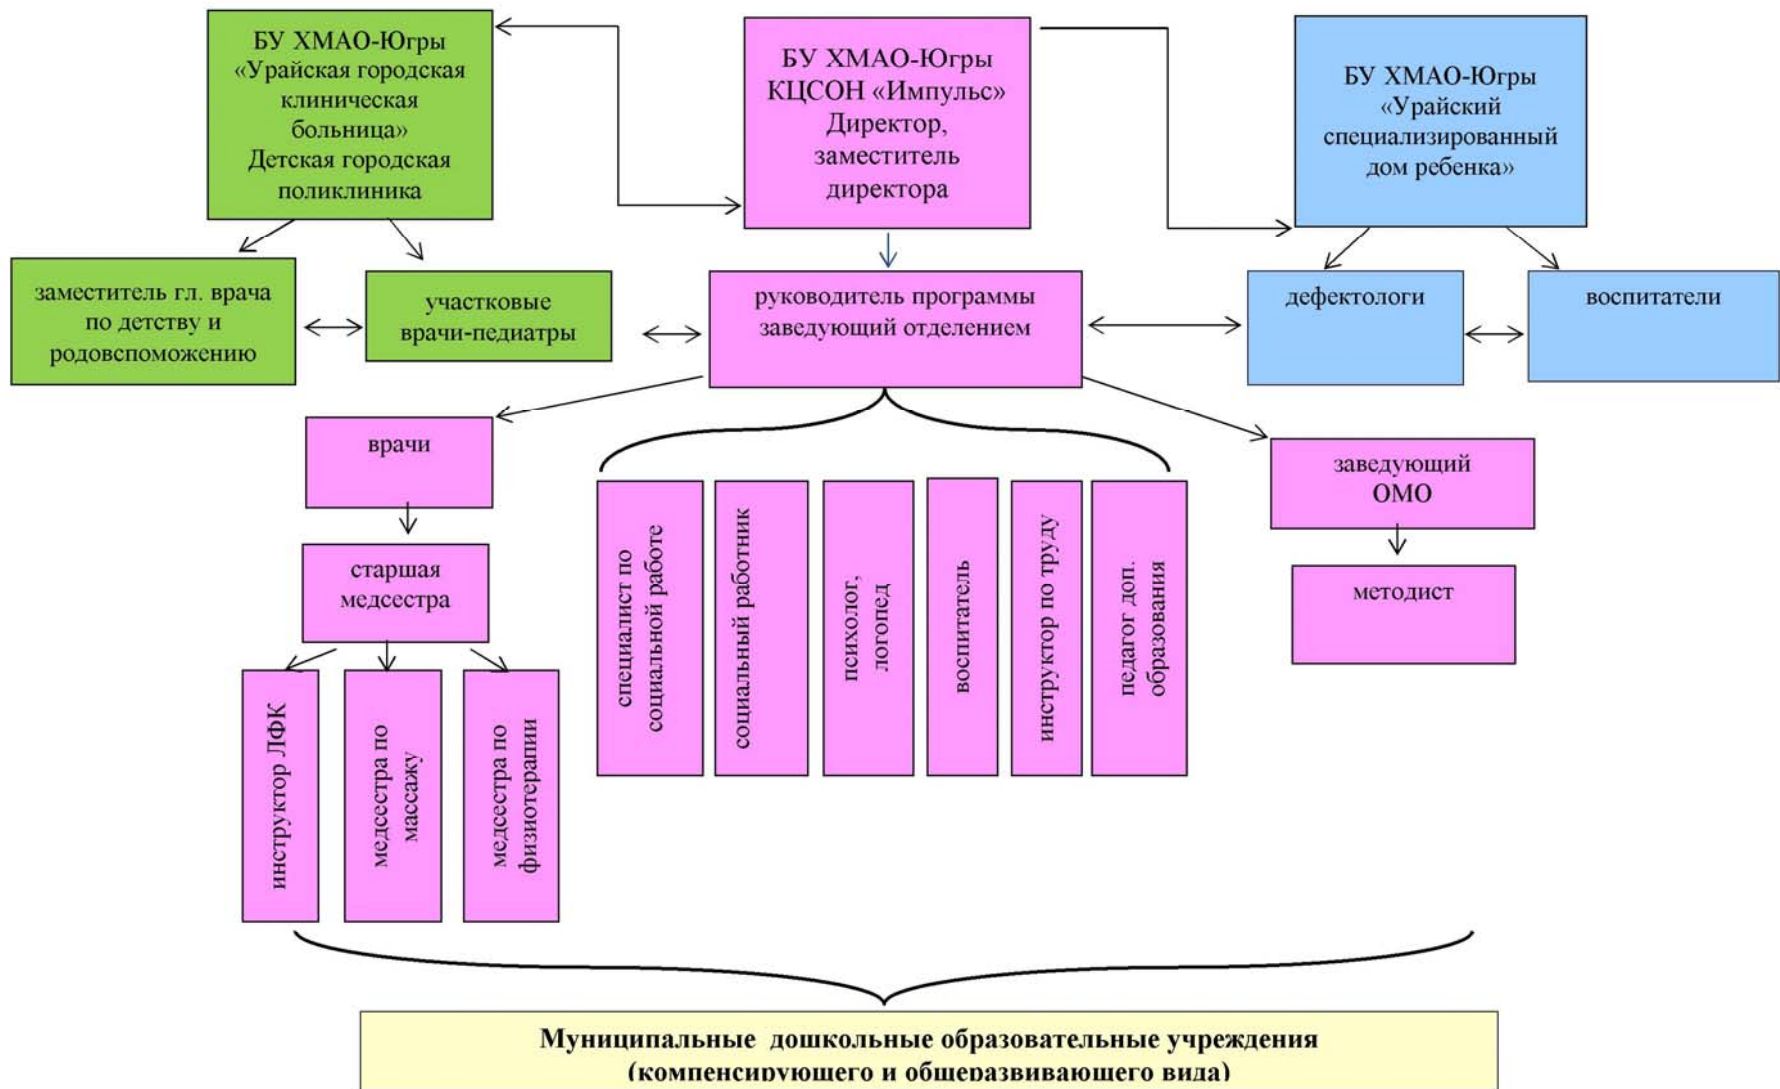 БУ ХМАО-Югры
«Урайская городская
клиническая
больница»
Детская городская
поликлиника
БУ ХМАО-Югры
КЦСОН «Импульс»
Директор,
заместитель
директора
БУ ХМАО-Югры
«Урайский
специализированный
дом ребенка»
заместитель гл. врача
по детству и
родовспоможению
участковые
врачи-педиатры
руководитель программы
заведующий отделением
дефектологи
воспитатели
врачи
заведующий
ОМО
старшая
медсестра
методист
специалист по
социальной работе
социальный работник
психолог,
логопед
воспитатель
инструктор по труду
педагог доп.
образования
инструктор ЛФК
медсестра по
массажу
медсестра по
физиотерапии
Муниципальные дошкольные образовательные учреждения
(компенсирующего и общеразвивающего вида)